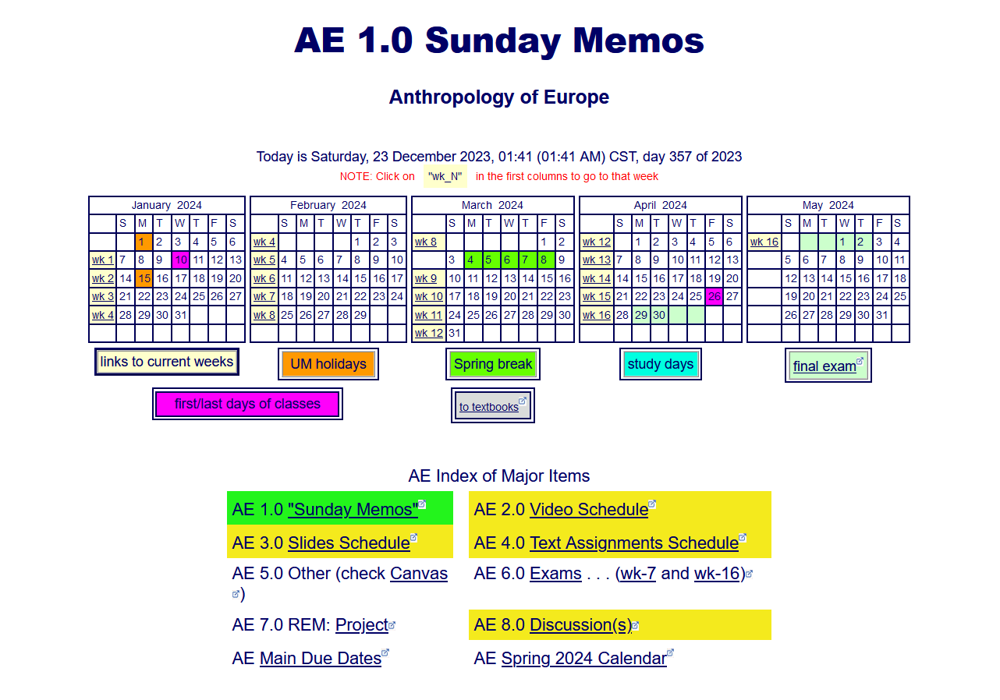 AE 1.0 Sunday Memos
Anthropology of Europe
Today is Saturday, 23 December 2023, 01:41 (01:41 AM) CST, day 357 of 2023
NOTE: Click on "wk_N" in the first columns to go to that week
January 2024
S M T W T F S
1 2 3 4 5 6
wk 1 7 8 9 10 11 12 13
wk 2 14 15 16 17 18 19 20
wk 3 21 22 23 24 25 26 27
wk 4 28 29 30 31
February 2024
S M T W T F S
wk 4 1 2 3
wk 5 4 5 6 7 8 9 10
wk 6 11 12 13 14 15 16 17
wk 7 18 19 20 21 22 23 24
wk 8 25 26 27 28 29
March 2024
S M T W T F S
wk 8 1 2
3 4 5 6 7 8 9
wk 9 10 11 12 13 14 15 16
wk 10 17 18 19 20 21 22 23
wk 11 24 25 26 27 28 29 30
wk 12 31
April 2024
S M T W T F S
wk 12 1 2 3 4 5 6
wk 13 7 8 9 10 11 12 13
wk 14 14 15 16 17 18 19 20
wk 15 21 22 23 24 25 26 27
wk 16 28 29 30
May 2024
S M T W T F S
wk 16 1 2 3 4
5 6 7 8 9 10 11
12 13 14 15 16 17 18
19 20 21 22 23 24 25
26 27 28 29 30 31
links to current weeks
UM holidays
Spring break
study days
final exam
first/last days of classes
to textbooks
AE Index of Major Items
AE 1.0 "Sunday Memos"
AE 2.0 Video Schedule
AE 3.0 Slides Schedule
AE 4.0 Text Assignments Schedule
AE 5.0 Other (check Canvas
)
AE 6.0 Exams . . . (wk-7 and wk-16)
AE 7.0 REM: Project
AE 8.0 Discussion(s)
AE Main Due Dates
AE Spring 2024 Calendar